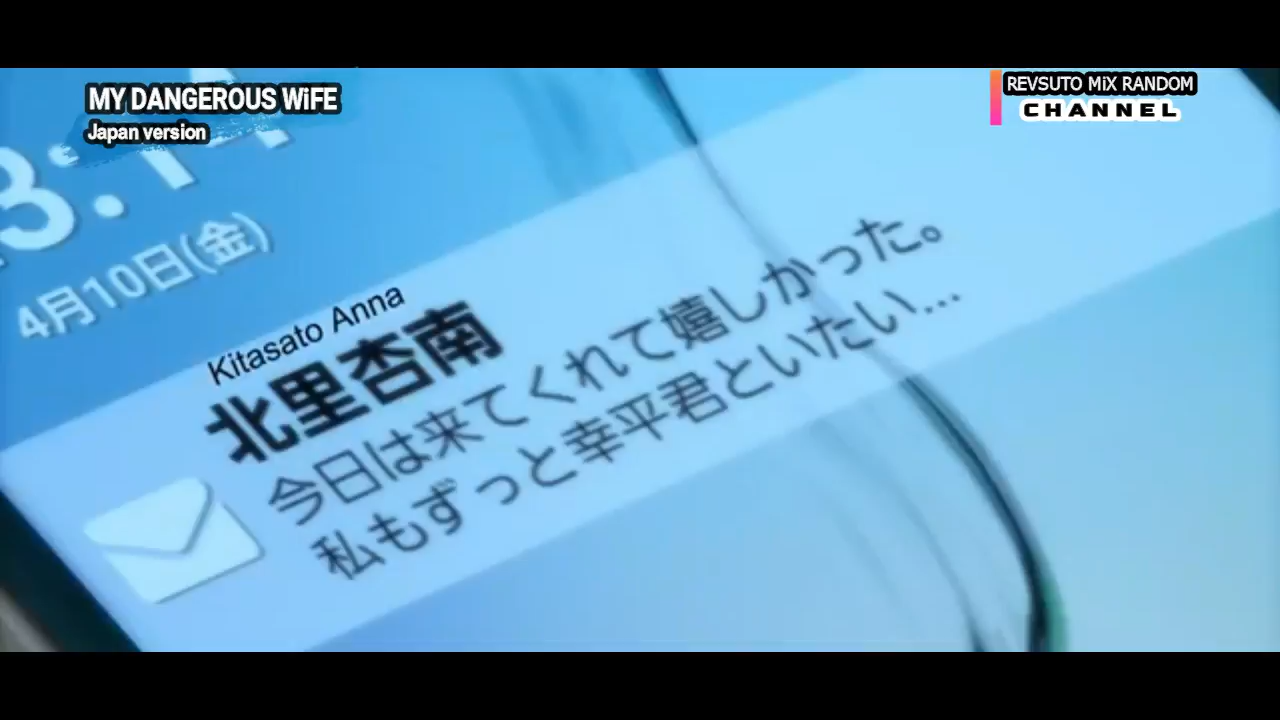 MY DANGEROUS WiFE
Japan version
REVSUTO MiX RANDOM
CHANNEL
4月10日(金)
Kitasato Anna
北里杏南
今日は来てくれて嬉しかった。
私もずっと幸平君といたい...